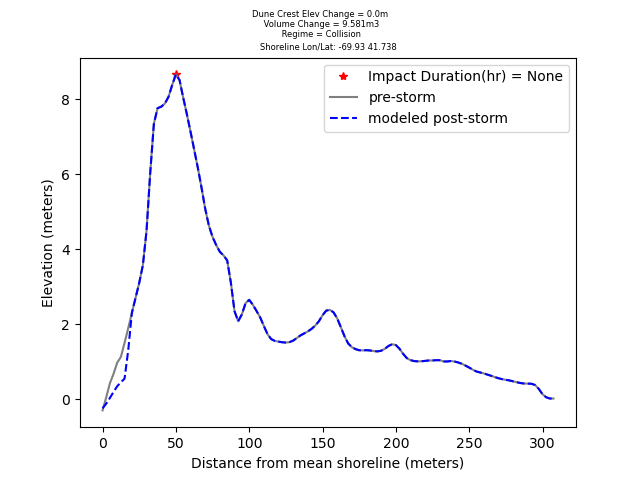 Dune Crest Elev Change = 0.0m
Volume Change = 9.581m3
Regime = Collision
Shoreline Lon/Lat: -69.93 41.738
Impact Duration(hr) = None
pre-storm
modeled post-storm
Elevation (meters)
8
6
4
2
0
0 50 100 150 200 250 300
Distance from mean shoreline (meters)